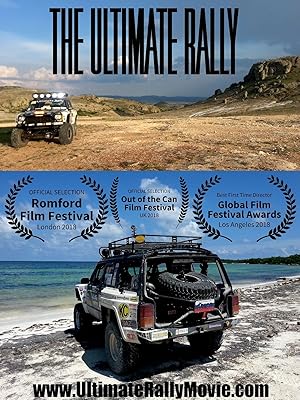 THE ULTIMATE RALLY
OFFICIAL SELECTION
Romford
Film Festival
London 2018
OFFICIAL SELECTION
Out of the Can
Film Festival
UK 2018
Best First Time Director
Global Film
Festival Awards
Los Angeles 2018
www.UltimateRallyMovie.com